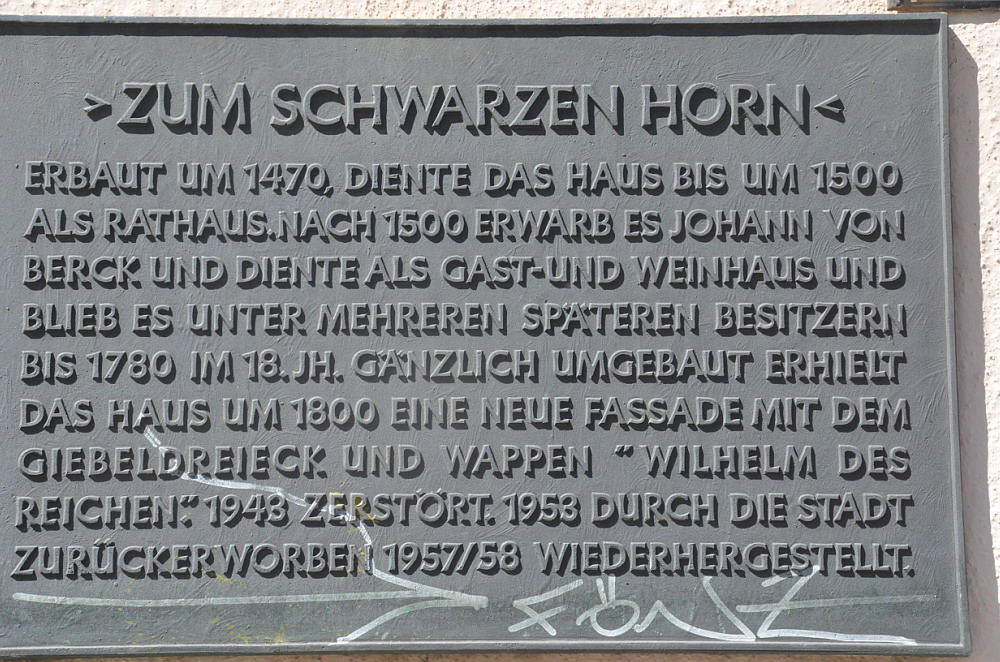 >ZUM SCHWARZEN HORN<
ERBAUT UM 1470, DIENTE DAS HAUS BIS UM 1500
ALS RATHAUS. NACH 1500 ERWARB ES JOHANN VON
BERCK UND DIENTE ALS GAST-UND WEINHAUS UND
BLIEB ES UNTER MEHREREN SPÄTEREN BESITZERN
BIS 1780 IM 18. JH. GÄNZLICH UMGEBAUT ERHIELT
DAS HAUS UM 1800 EINE NEUE FASSADE MIT DEM
GIEBELDREIECK UND WAPPEN "WILHELM DES
REICHEN." 1943 ZERSTÖRT. 1953 DURCH DIE STADT
ZURÜCKERWORBEN 1957/58 WIEDERHERGESTELLT.